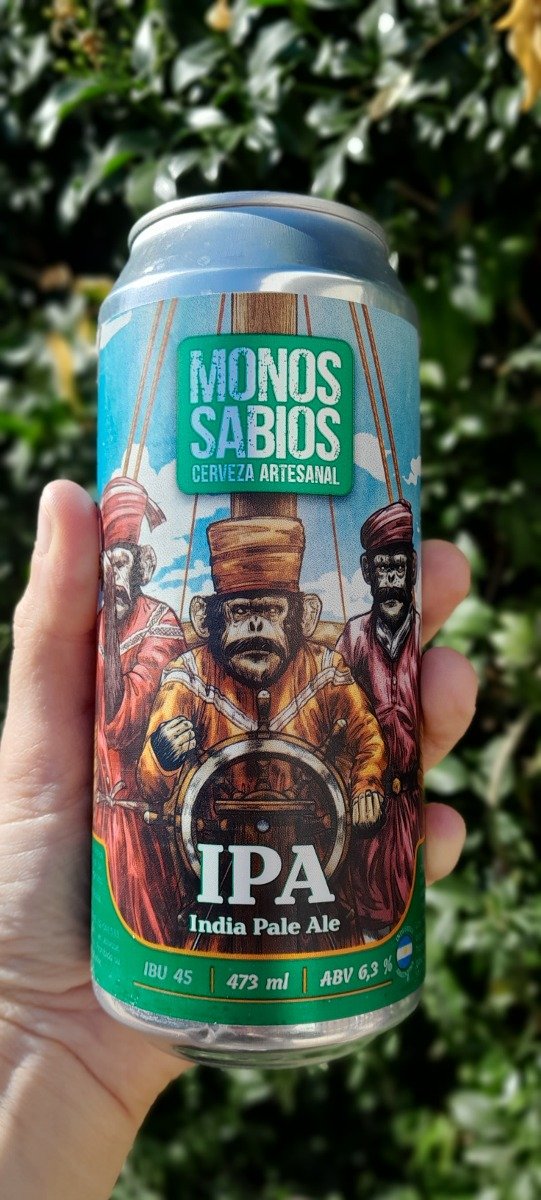 MONOS
SABIOS
CERVEZA ARTESANAL
IPA
India Pale Ale
IBU 45 | 473 ml | ABV 6,3 %